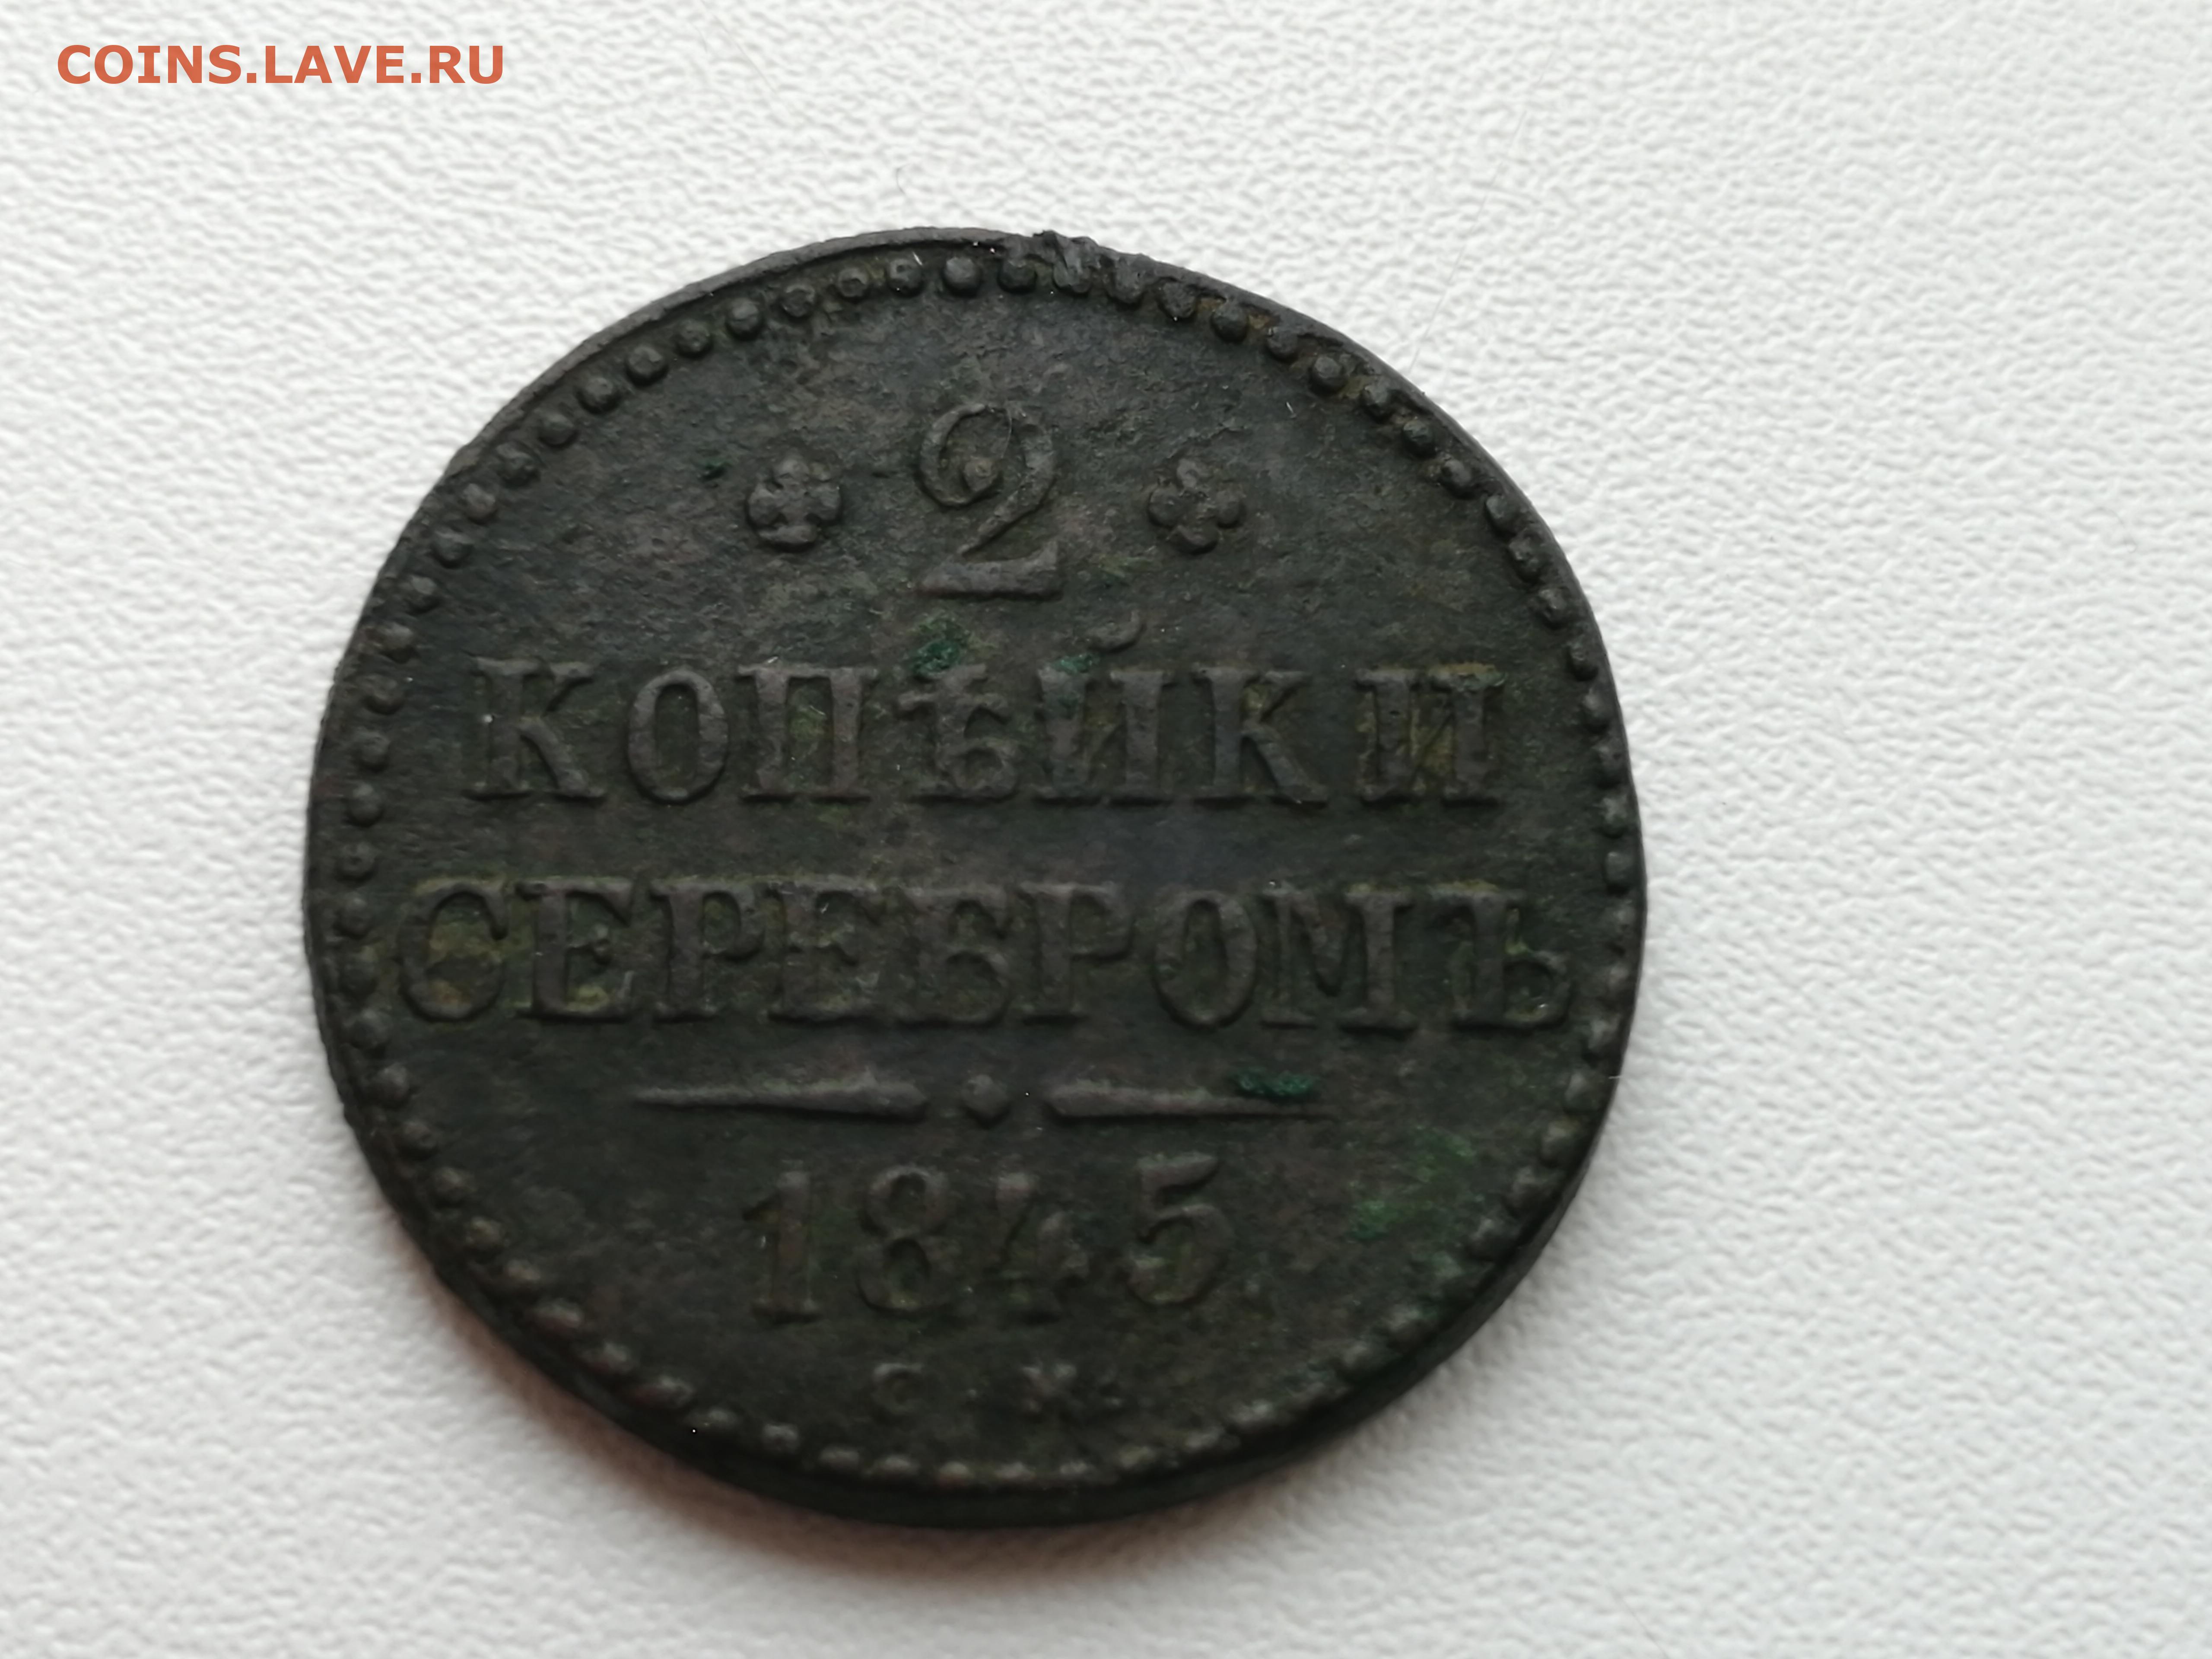 COINS.LAVE.RU
2
КОПѢЙКИ
СЕРЕБРОМЪ
1845
С М